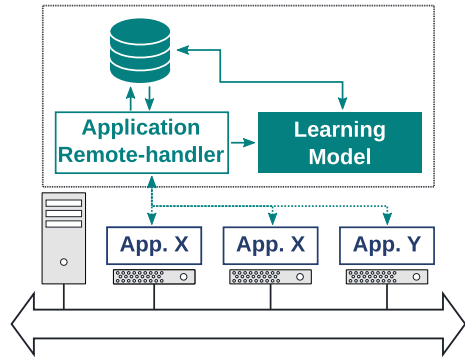 Application
Remote-handler
Learning
Model
App. X
App. X
App. Y